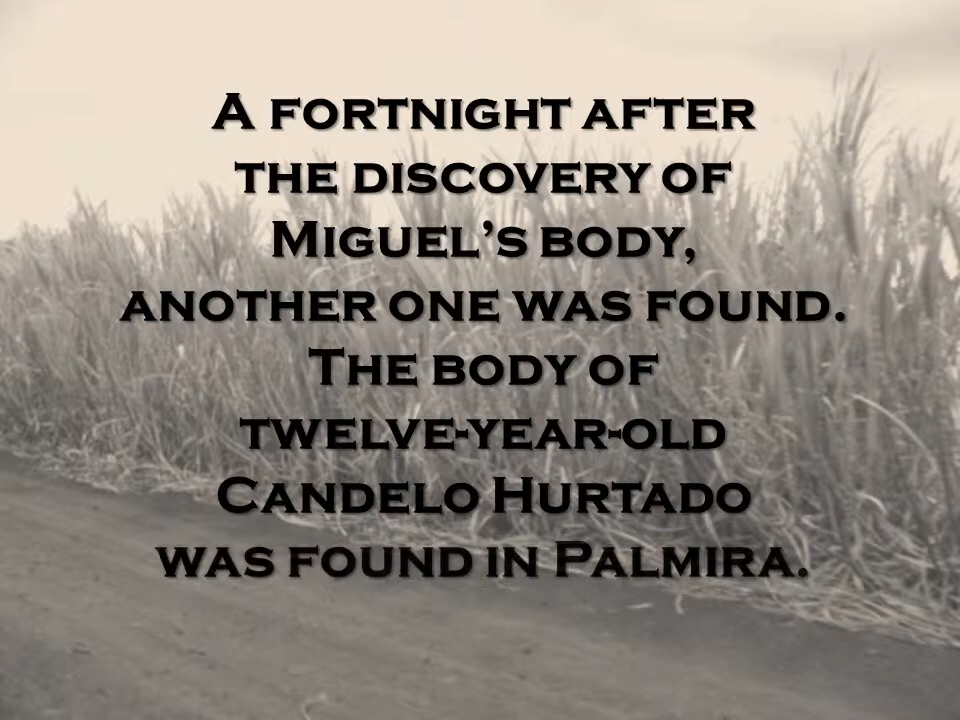 A fortnight after
the discovery of
Miguel’s body,
another one was found.
The body of
twelve-year-old
Candelo Hurtado
was found in Palmira.